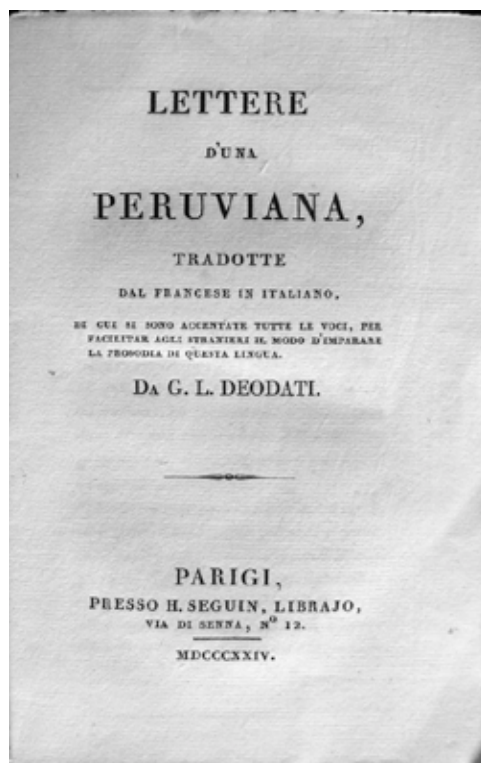 LETTERE
D'UNA
PERUVIANA,
TRADOTTE
DAL FRANCESE IN ITALIANO,
DI CUI SI SONO ACCENTATE TUTTE LE VOCI, PER
FACILITAR AGLI STRANIERI IL MODO D'IMPARARE
LA PROSODIA DI QUESTA LINGUA.
DA G. L. DEODATI.
PARIGI,
PRESSO H. SEGUIN, LIBRAJO,
VIA DI SENNA, Nº 12.
MDCCCXXIV.